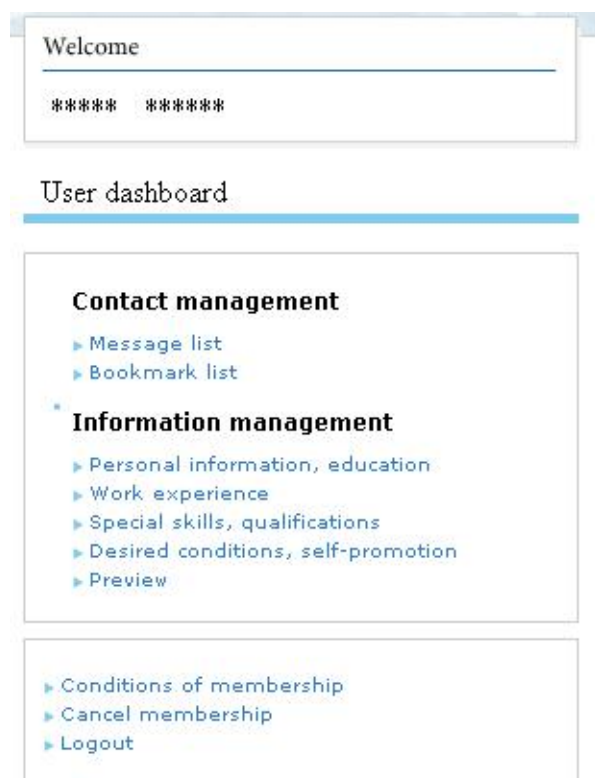 Welcome
***** ******
User dashboard
Contact management
Message list
Bookmark list
Information management
Personal information, education
Work experience
Special skills, qualifications
Desired conditions, self-promotion
Preview
Conditions of membership
Cancel membership
Logout